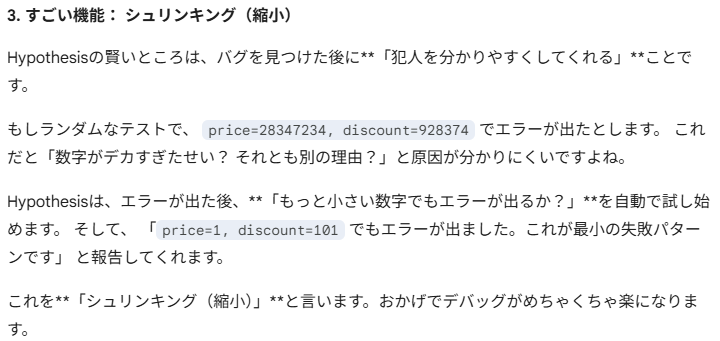 3. すごい機能： シュリンキング（縮小）
Hypothesisの賢いところは、バグを見つけた後に**「犯人を分かりやすくしてくれる」**ことで
す。
もしランダムなテストで、 price=28347234, discount=928374 でエラーが出たとします。 これ
だと「数字がデカすぎたせい？ それとも別の理由？」と原因が分かりにくいですよね。
Hypothesisは、エラーが出た後、**「もっと小さい数字でもエラーが出るか？」**を自動で試し始
めます。 そして、 「 price=1, discount=101 でもエラーが出ました。これが最小の失敗パター
ンです」 と報告してくれます。
これを**「シュリンキング（縮小）」**と言います。おかげでデバッグがめちゃくちゃ楽になりま
す。